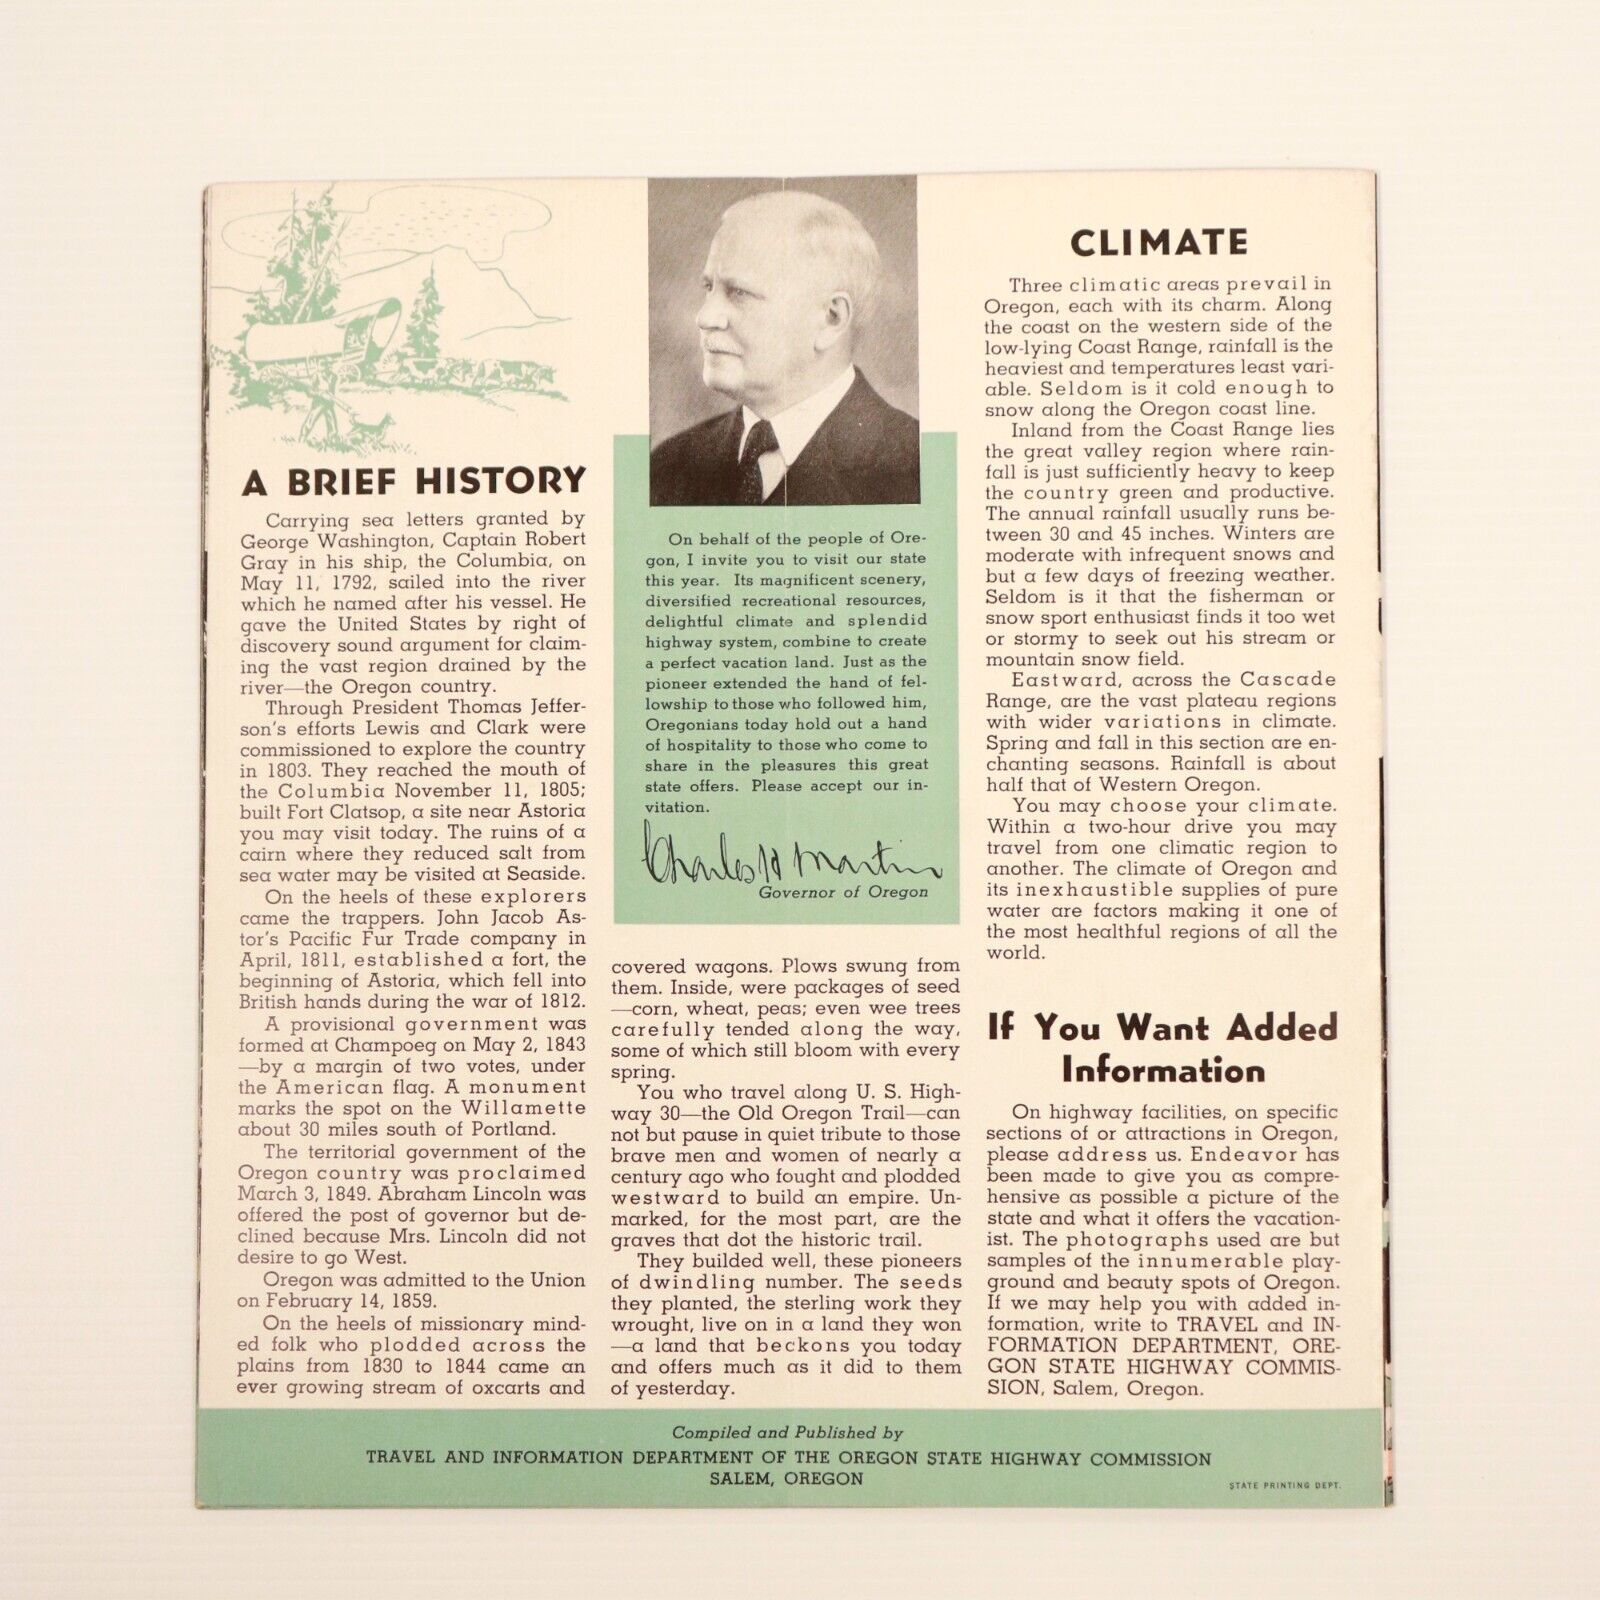 A BRIEF HISTORY
Carrying sea letters granted by
George Washington, Captain Robert
Gray in his ship, the Columbia, on
May 11, 1792, sailed into the river
which he named after his vessel. He
gave the United States by right of
discovery sound argument for claim-
ing the vast region drained by the
river—the Oregon country.
Through President Thomas Jeffer-
son's efforts Lewis and Clark were
commissioned to explore the country
in 1803. They reached the mouth of
the Columbia November 11, 1805;
built Fort Clatsop, a site near Astoria
you may visit today. The ruins of a
cairn where they reduced salt from
sea water may be visited at Seaside.
On the heels of these explorers
came the trappers. John Jacob As-
tor's Pacific Fur Trade company in
April, 1811, established a fort, the
beginning of Astoria, which fell into
British hands during the war of 1812.
A provisional government was
formed at Champoeg on May 2, 1843
—by a margin of two votes, under
the American flag. A monument
marks the spot on the Willamette
about 30 miles south of Portland.
The territorial government of the
Oregon country was proclaimed
March 3, 1849. Abraham Lincoln was
offered the post of governor but de-
clined because Mrs. Lincoln did not
desire to go West.
Oregon was admitted to the Union
on February 14, 1859.
On the heels of missionary mind-
ed folk who plodded across the
plains from 1830 to 1844 came an
ever growing stream of oxcarts and
On behalf of the people of Ore-
gon, I invite you to visit our state
this year. Its magnificent scenery,
diversified recreational resources,
delightful climate and splendid
highway system, combine to create
a perfect vacation land. Just as the
pioneer extended the hand of fel-
lowship to those who followed him,
Oregonians today hold out a hand
of hospitality to those who come to
share in the pleasures this great
state offers. Please accept our in-
vitation.
Charles H Martin
Governor of Oregon
covered wagons. Plows swung from
them. Inside, were packages of seed
—corn, wheat, peas; even wee trees
carefully tended along the way,
some of which still bloom with every
spring.
You who travel along U. S. High-
way 30—the Old Oregon Trail—can
not but pause in quiet tribute to those
brave men and women of nearly a
century ago who fought and plodded
westward to build an empire. Un-
marked, for the most part, are the
graves that dot the historic trail.
They builded well, these pioneers
of dwindling number. The seeds
they planted, the sterling work they
wrought, live on in a land they won
—a land that beckons you today
and offers much as it did to them
of yesterday.
CLIMATE
Three climatic areas prevail in
Oregon, each with its charm. Along
the coast on the western side of the
low-lying Coast Range, rainfall is the
heaviest and temperatures least vari-
able. Seldom is it cold enough to
snow along the Oregon coast line.
Inland from the Coast Range lies
the great valley region where rain-
fall is just sufficiently heavy to keep
the country green and productive.
The annual rainfall usually runs be-
tween 30 and 45 inches. Winters are
moderate with infrequent snows and
but a few days of freezing weather.
Seldom is it that the fisherman or
snow sport enthusiast finds it too wet
or stormy to seek out his stream or
mountain snow field.
Eastward, across the Cascade
Range, are the vast plateau regions
with wider variations in climate.
Spring and fall in this section are en-
chanting seasons. Rainfall is about
half that of Western Oregon.
You may choose your climate.
Within a two-hour drive you may
travel from one climatic region to
another. The climate of Oregon and
its inexhaustible supplies of pure
water are factors making it one of
the most healthful regions of all the
world.
If You Want Added
Information
On highway facilities, on specific
sections of or attractions in Oregon,
please address us. Endeavor has
been made to give you as compre-
hensive as possible a picture of the
state and what it offers the vacation-
ist. The photographs used are but
samples of the innumerable play-
ground and beauty spots of Oregon.
If we may help you with added in-
formation, write to TRAVEL and IN-
FORMATION DEPARTMENT, ORE-
GON STATE HIGHWAY COMMIS-
SION, Salem, Oregon.
Compiled and Published by
TRAVEL AND INFORMATION DEPARTMENT OF THE OREGON STATE HIGHWAY COMMISSION
SALEM, OREGON
STATE PRINTING DEPT.